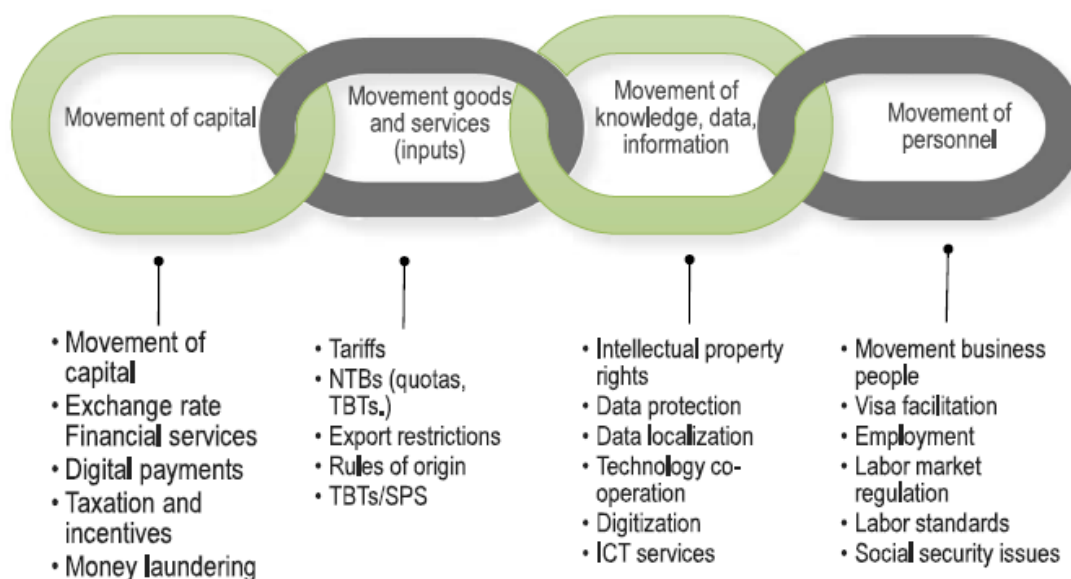 Movement of capital
Movement goods
and services
(inputs)
Movement of
knowledge, data,
information
Movement of
personnel
• Movement of
capital
• Exchange rate
Financial services
• Digital payments
• Taxation and
incentives
• Money laundering
• Tariffs
• NTBs (quotas,
TBTs.)
• Export restrictions
• Rules of origin
• TBTs/SPS
• Intellectual property
rights
• Data protection
• Data localization
• Technology co-
operation
• Digitization
• ICT services
• Movement business
people
• Visa facilitation
• Employment
• Labor market
regulation
• Labor standards
• Social security issues